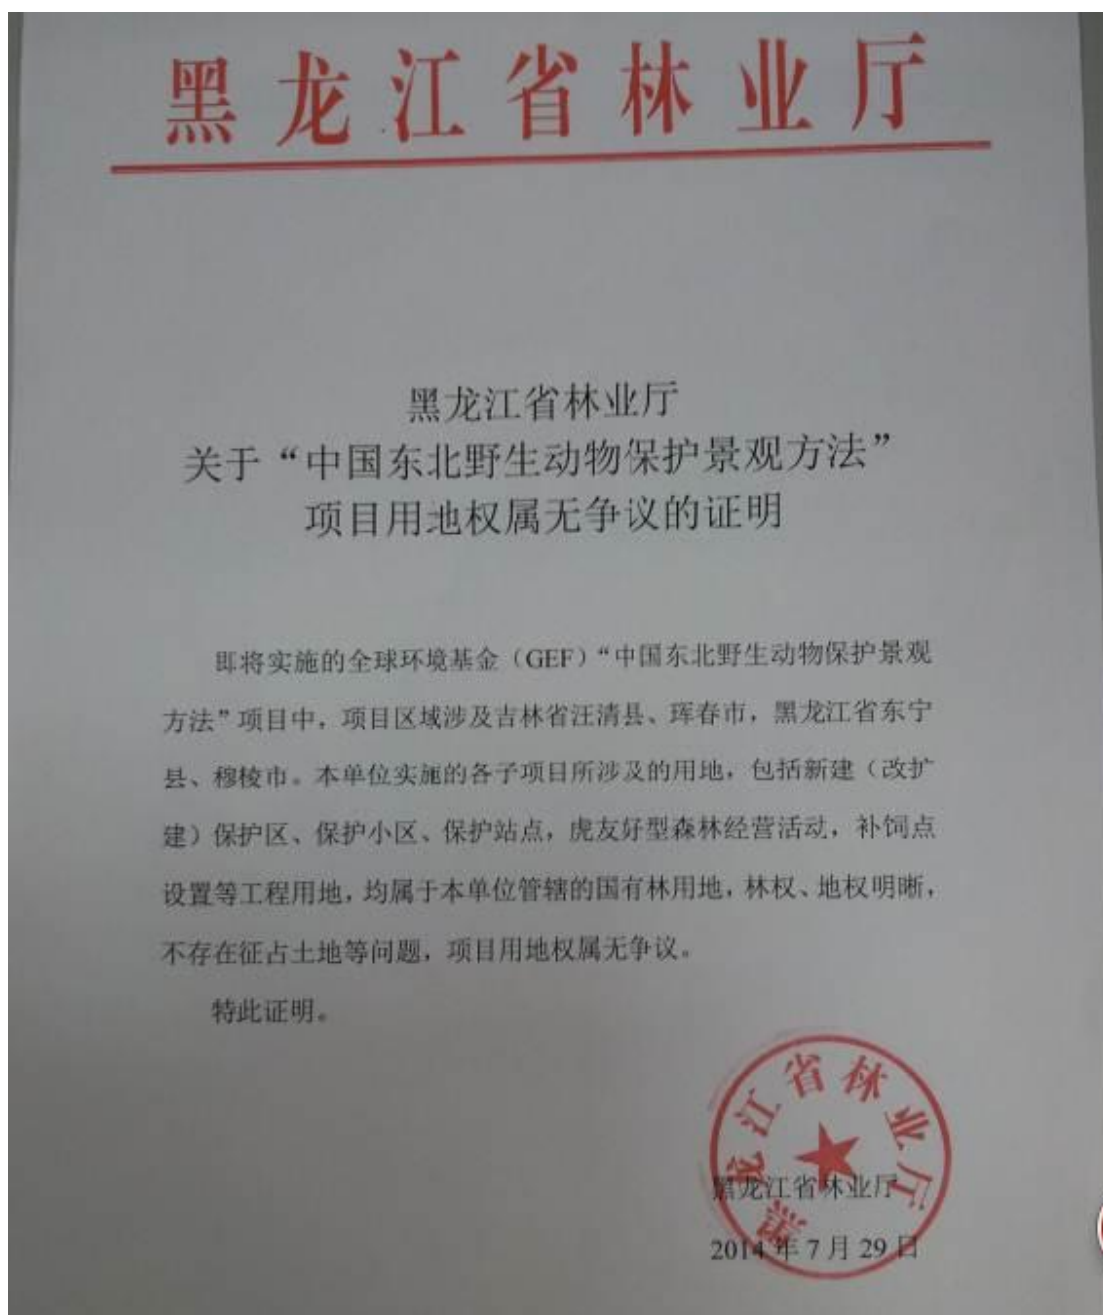 黑龙江省林业厅
黑龙江省林业厅
关于“中国东北野生动物保护景观方法”
项目用地权属无争议的证明
即将实施的全球环境基金（GEF）“中国东北野生动物保护景观
方法”项目中，项目区域涉及吉林省汪清县、珲春市，黑龙江省东宁
县、穆棱市。本单位实施的各子项目所涉及的用地，包括新建（改扩
建）保护区、保护小区、保护站点，虎友好型森林经营活动，补饲点
设置等工程用地，均属于本单位管辖的国有林用地，林权、地权明晰，
不存在征占土地等问题，项目用地权属无争议。
特此证明。
黑龙江省林业厅
黑龙江省林业厅
2014年7月29日